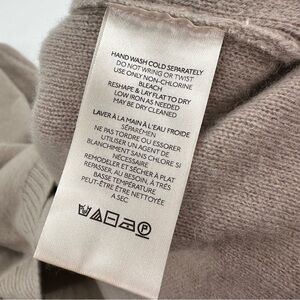 HAND WASH COLD SEPARATELY
DO NOT WRING OR TWIST
USE ONLY NON-CHLORINE
BLEACH
RESHAPE & LAY FLAT TO DRY
LOW IRON AS NEEDED
MAY BE DRY CLEANED
LAVER À LA MAIN À L'EAU FROIDE
SÉPAREMEN
NE PAS TORDRE OU ESSORER
UTILISER UN AGENT DE
BLANCHIMENT SANS CHLORE SI
NÉCESSAIRE
REMODELER ET SÉCHER À PLAT
REPASSER, AU BESOIN, À TRÈS
BASSE TEMPÉRATURE
PEUT-ÊTRE ÊTRE NETTOYÉE
A SEC
P